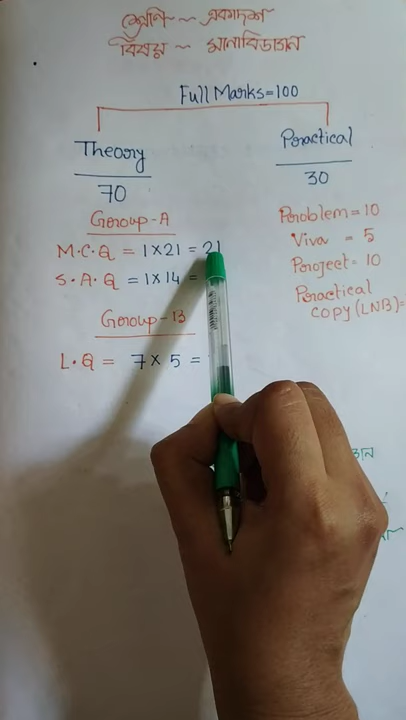 শ্রেণি ~ একাদশ
বিষয় ~ মনোবিজ্ঞান
Full Marks=100
Theory
70
Practical
30
Group-A
M.C.Q = 1×21 = 21
S.A.Q = 1×14 =
Group-B
L.Q = 7×5 =
Problem=10
Viva = 5
Project=10
Practical
copy(LNB)=